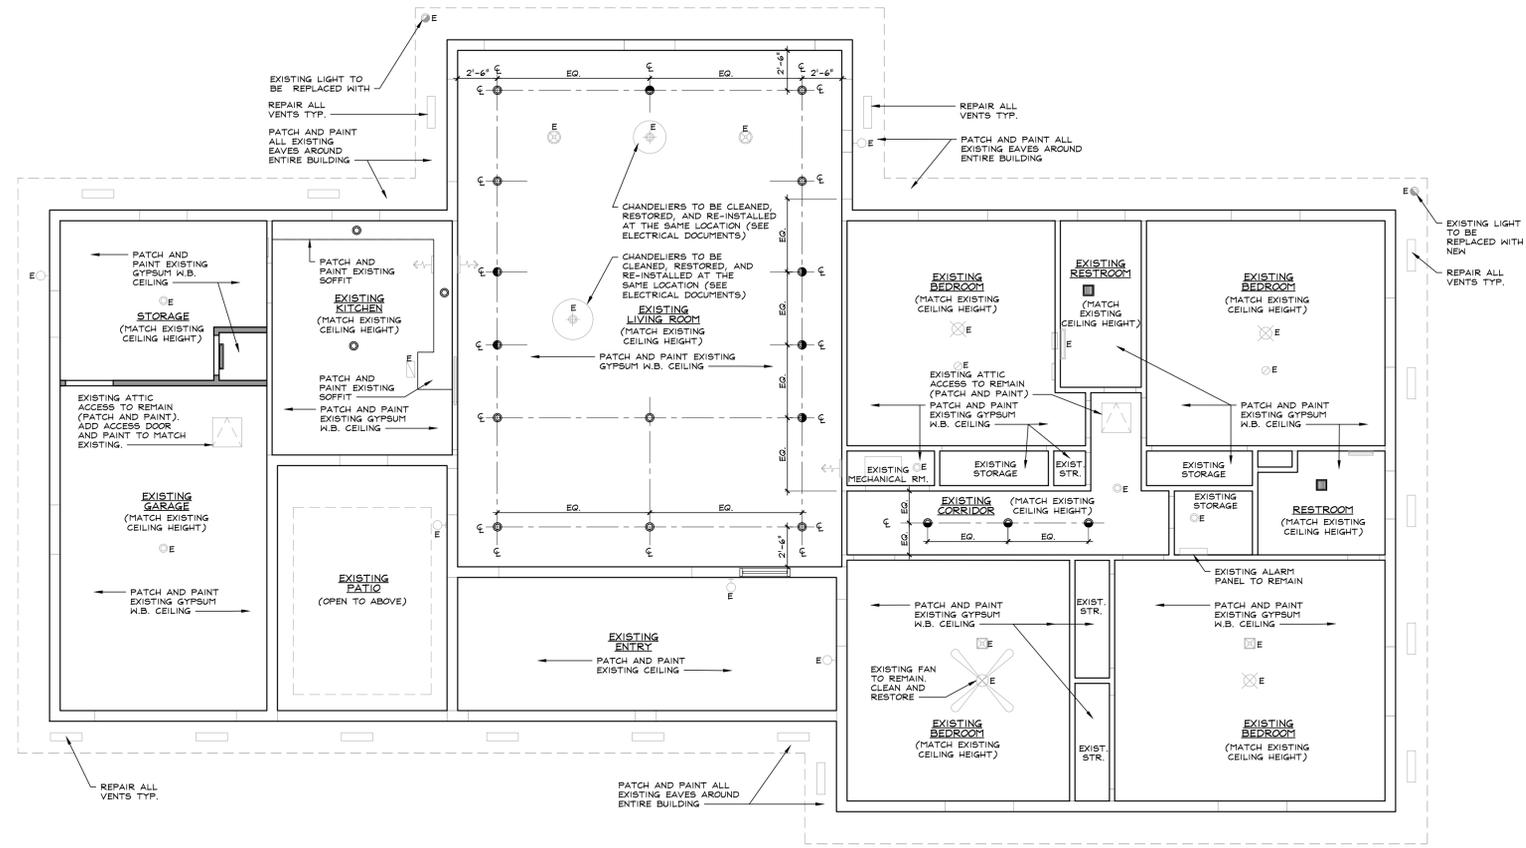 E
EXISTING LIGHT TO
BE REPLACED WITH
REPAIR ALL
VENTS TYP.
PATCH AND PAINT
ALL EXISTING
EAVES AROUND
ENTIRE BUILDING
2'-6"
EQ.
EQ.
2'-6"
2'-6"
E
E
E
CHANDELIERS TO BE CLEANED,
RESTORED, AND RE-INSTALLED
AT THE SAME LOCATION (SEE
ELECTRICAL DOCUMENTS)
CHANDELIERS TO BE
CLEANED, RESTORED, AND
RE-INSTALLED AT THE
SAME LOCATION (SEE
ELECTRICAL DOCUMENTS)
E
EXISTING
LIVING ROOM
(MATCH EXISTING
CEILING HEIGHT)
PATCH AND PAINT EXISTING
GYPSUM W.B. CEILING
EQ.
EQ.
EQ.
EQ.
EQ.
EQ.
2'-6"
REPAIR ALL
VENTS TYP.
E
PATCH AND PAINT ALL
EXISTING EAVES AROUND
ENTIRE BUILDING
E
EXISTING LIGHT
TO BE
REPLACED WITH
NEW
REPAIR ALL
VENTS TYP.
E
PATCH AND
PAINT EXISTING
GYPSUM W.B.
CEILING
E
STORAGE
(MATCH EXISTING
CEILING HEIGHT)
PATCH AND
PAINT EXISTING
SOFFIT
EXISTING
KITCHEN
(MATCH EXISTING
CEILING HEIGHT)
E
PATCH AND
PAINT EXISTING
SOFFIT
PATCH AND PAINT
EXISTING GYPSUM
W.B. CEILING
EXISTING ATTIC
ACCESS TO REMAIN
(PATCH AND PAINT).
ADD ACCESS DOOR
AND PAINT TO MATCH
EXISTING.
EXISTING
GARAGE
(MATCH EXISTING
CEILING HEIGHT)
E
PATCH AND PAINT
EXISTING GYPSUM
W.B. CEILING
E
EXISTING
PATIO
(OPEN TO ABOVE)
E
EXISTING
ENTRY
PATCH AND PAINT
EXISTING CEILING
E
EXISTING
BEDROOM
(MATCH EXISTING
CEILING HEIGHT)
E
E
EXISTING ATTIC
ACCESS TO REMAIN
(PATCH AND PAINT)
PATCH AND PAINT
EXISTING GYPSUM
W.B. CEILING
EXISTING
RESTROOM
(MATCH
EXISTING
CEILING HEIGHT)
E
EXISTING
BEDROOM
(MATCH EXISTING
CEILING HEIGHT)
E
E
PATCH AND PAINT
EXISTING GYPSUM
W.B. CEILING
EXISTING
MECHANICAL RM.
E
EXISTING
STORAGE
EXIST.
STR.
EXISTING
STORAGE
EQ.
EQ.
EXISTING
CORRIDOR
(MATCH EXISTING
CEILING HEIGHT)
E
EQ.
EQ.
EXISTING
STORAGE
E
RESTROOM
(MATCH EXISTING
CEILING HEIGHT)
EXISTING ALARM
PANEL TO REMAIN
PATCH AND PAINT
EXISTING GYPSUM
W.B. CEILING
E
EXISTING FAN
TO REMAIN.
CLEAN AND
RESTORE
E
EXISTING
BEDROOM
(MATCH EXISTING
CEILING HEIGHT)
EXIST.
STR.
EXIST.
STR.
PATCH AND PAINT
EXISTING GYPSUM
W.B. CEILING
E
E
EXISTING
BEDROOM
(MATCH EXISTING
CEILING HEIGHT)
REPAIR ALL
VENTS TYP.
PATCH AND PAINT ALL
EXISTING EAVES AROUND
ENTIRE BUILDING